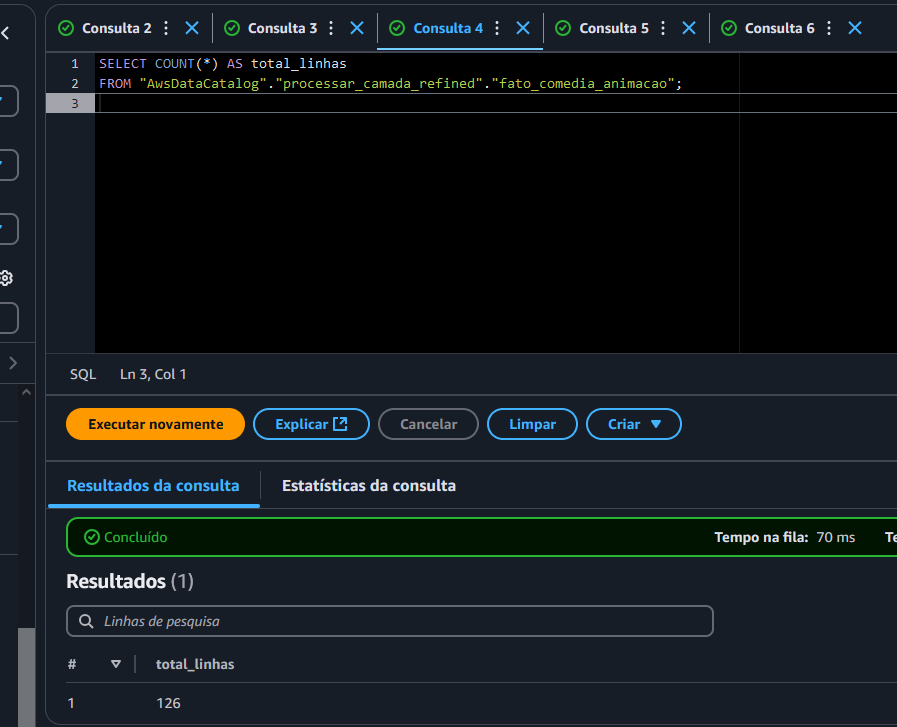 Consulta 2 Consulta 3 Consulta 4 Consulta 5 Consulta 6
1 SELECT COUNT(*) AS total_linhas
2 FROM "AwsDataCatalog"."processar_camada_refined"."fato_comedia_animacao";
3
SQL Ln 3, Col 1
Executar novamente Explicar Cancelar Limpar Criar
Resultados da consulta Estatísticas da consulta
Concluído Tempo na fila: 70 ms
Resultados (1)
Linhas de pesquisa
# total_linhas
1 126